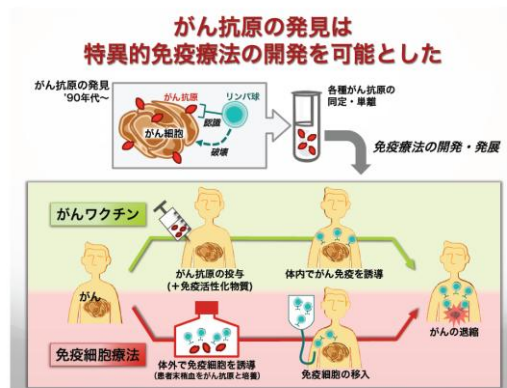 がん抗原の発見は
特異的免疫療法の開発を可能とした
がん抗原の発見
'90年代〜
がん抗原
リンパ球
認識
がん細胞
破壊
各種がん抗原の
同定・単離
免疫療法の開発・発展
がんワクチン
がん抗原の投与
(＋免疫活性化物質)
体内でがん免疫を誘導
がん
がんの退縮
免疫細胞療法
体外で免疫細胞を誘導
(患者末梢血をがん抗原と培養)
免疫細胞の移入